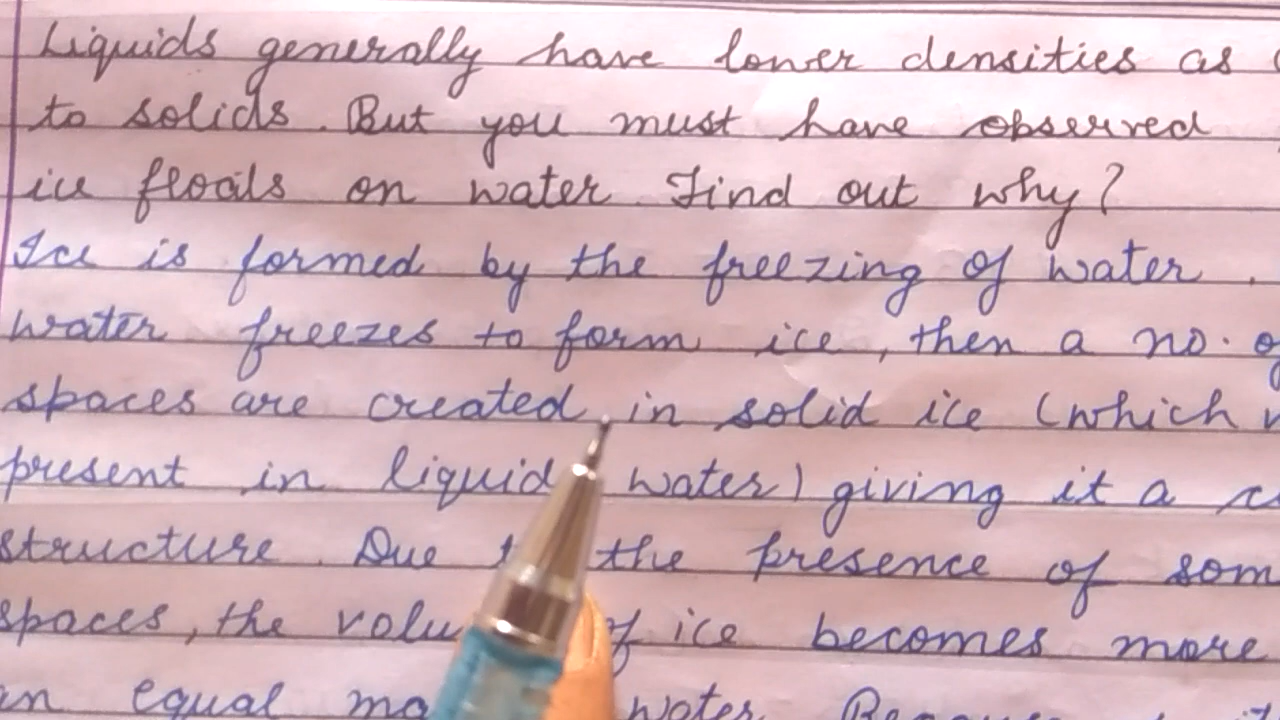 Liquids generally have lower densities as
to solids. But you must have observed
ice floats on water. Find out why?
Ice is formed by the freezing of water.
water freezes to form ice, then a no. of
spaces are created in solid ice (which
present in liquid water) giving it a
structure. Due the presence of
spaces, the of ice becomes more
an equal water.